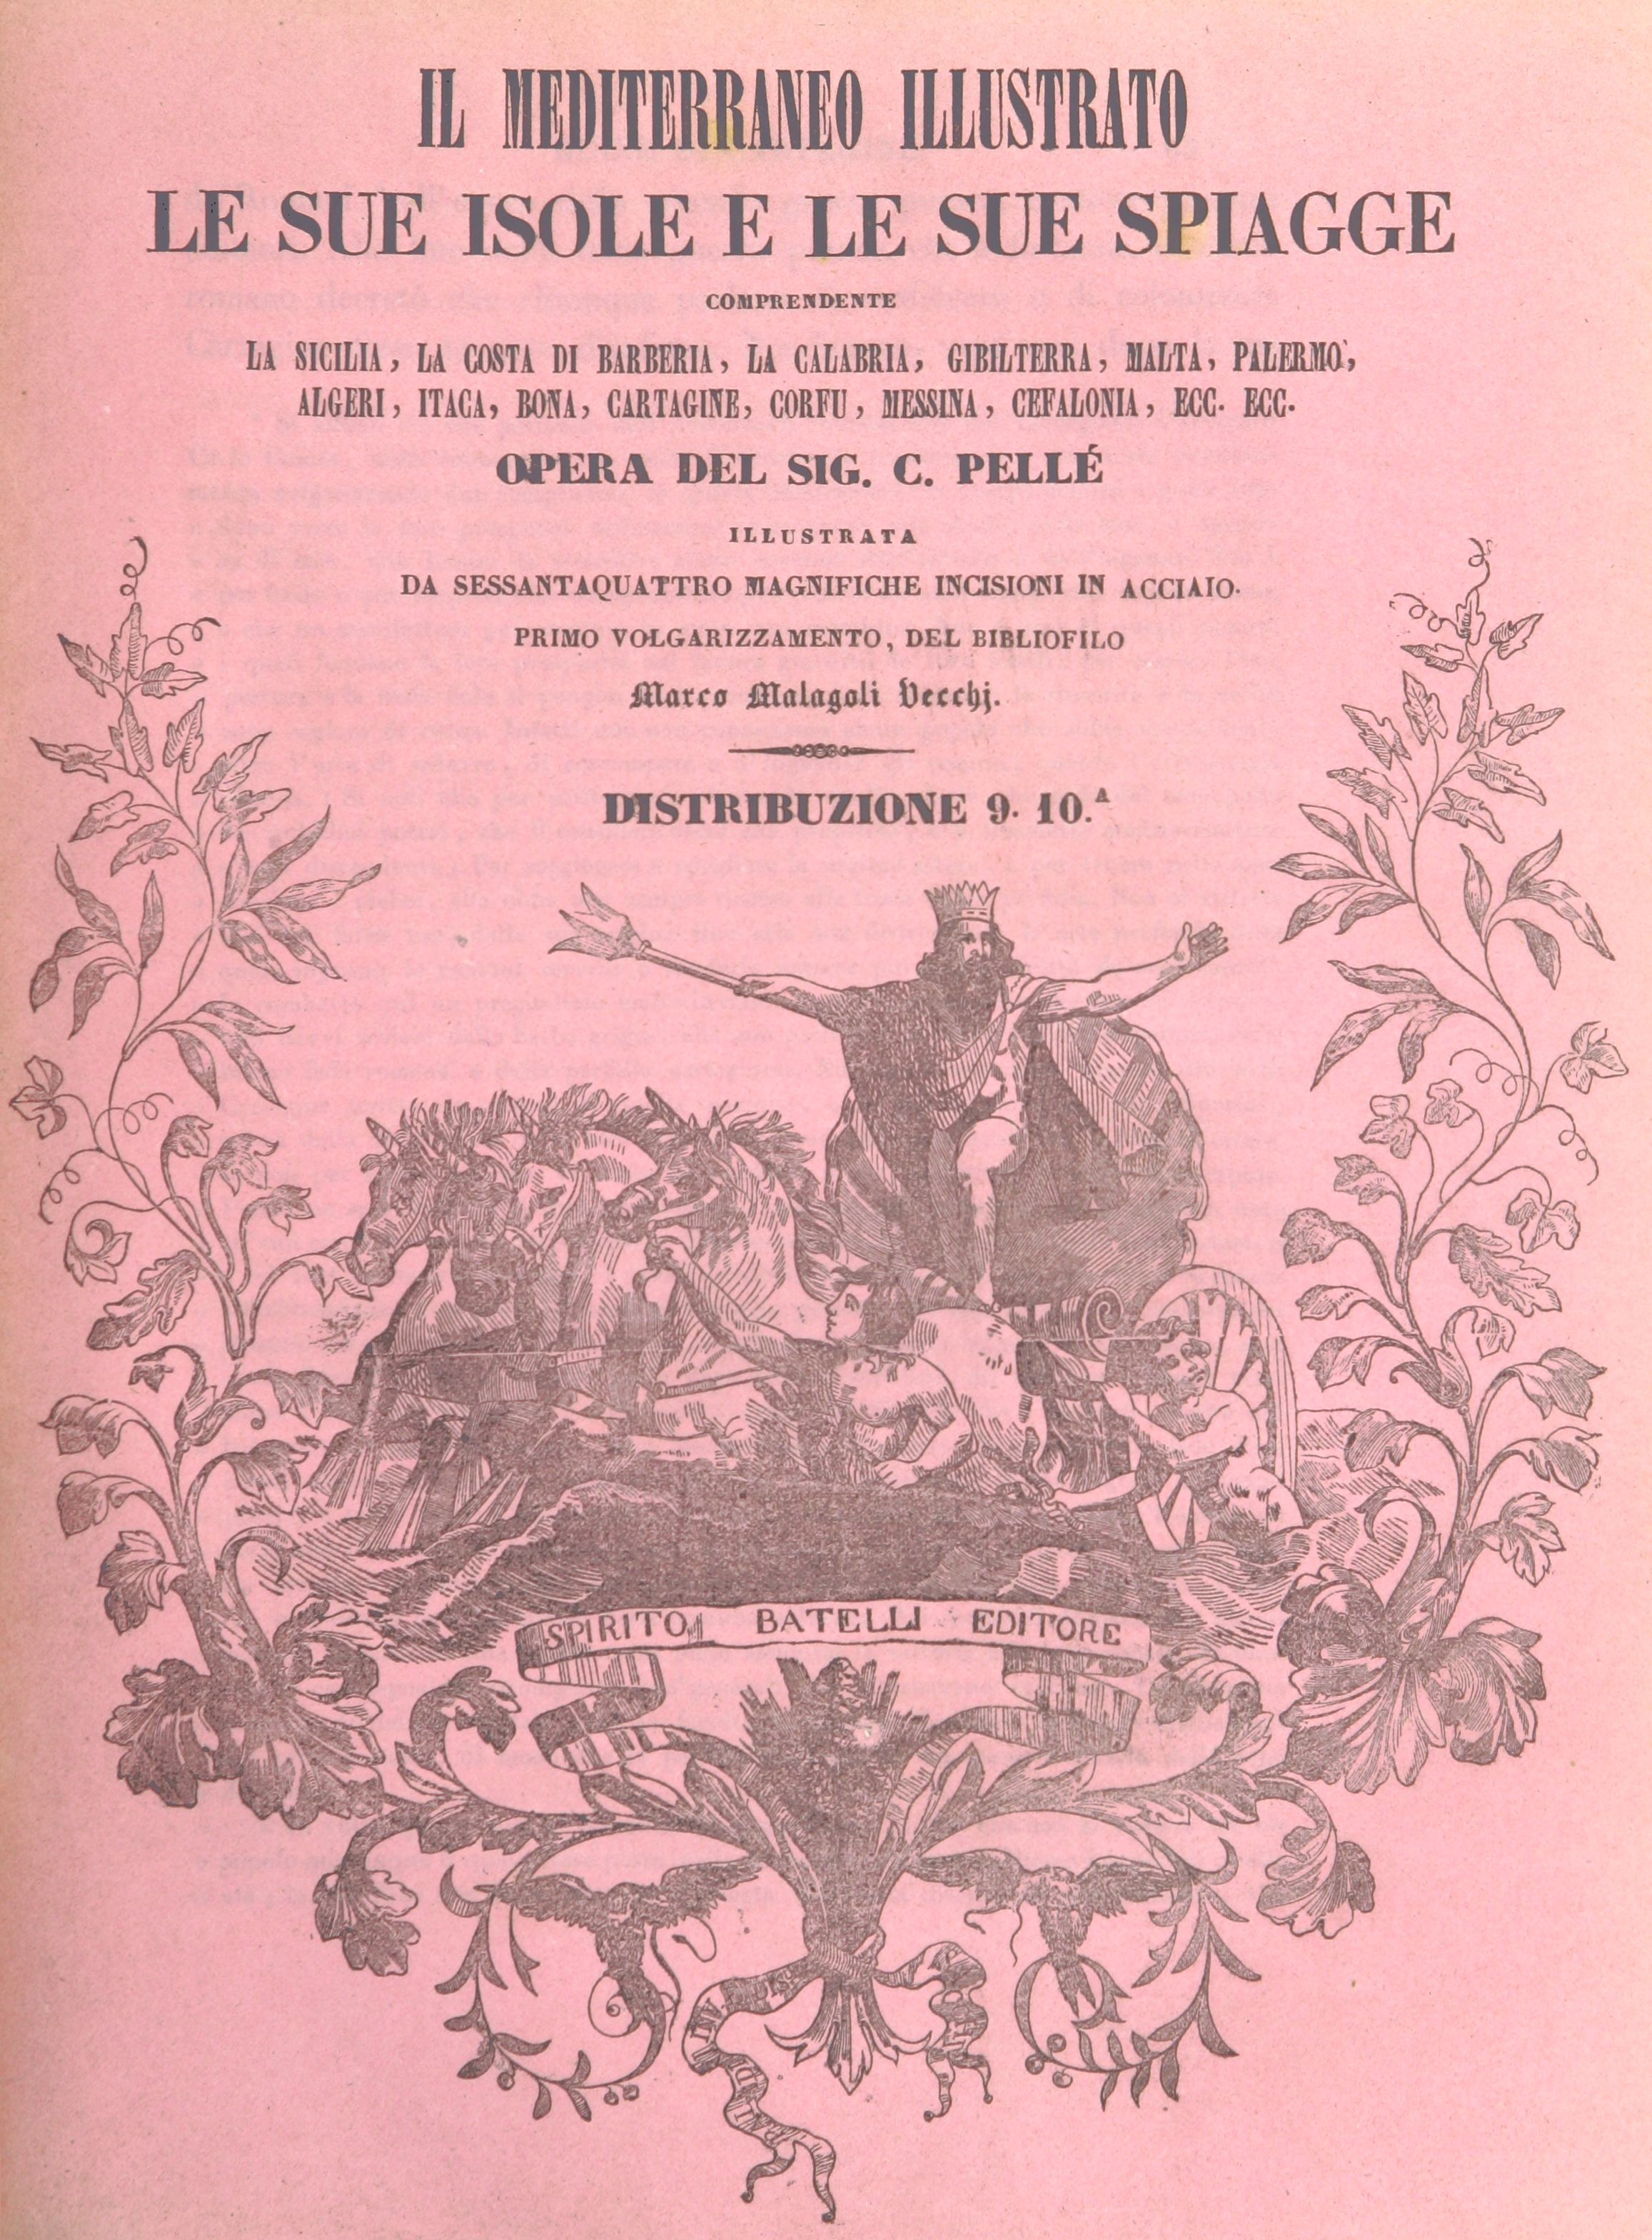 IL MEDITERRANEO ILLUSTRATO
LE SUE ISOLE E LE SUE SPIAGGE
COMPRENDENTE
LA SICILIA, LA COSTA DI BARBERIA, LA CALABRIA, GIBILTERRA, MALTA, PALERMO,
ALGERI, ITACA, BONA, CARTAGINE, CORFU, MESSINA, CEFALONIA, ECC. ECC.
OPERA DEL SIG. C. PELLÉ
ILLUSTRATA
DA SESSANTAQUATTRO MAGNIFICHE INCISIONI IN ACCIAIO.
PRIMO VOLGARIZZAMENTO, DEL BIBLIOFILO
Marco Malagoli Vecchj.
DISTRIBUZIONE 9. 10.ª
SPIRITO BATELLI EDITORE